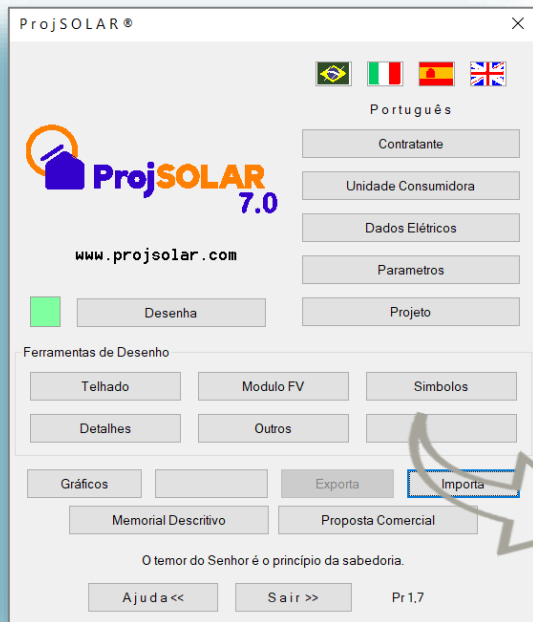 ProjSOLAR®
Português
Contratante
Unidade Consumidora
Dados Elétricos
Parametros
Projeto
ProjSOLAR
7.0
www.projsolar.com
Desenha
Ferramentas de Desenho
Telhado
Modulo FV
Simbolos
Detalhes
Outros
Gráficos
Exporta
Importa
Memorial Descritivo
Proposta Comercial
O temor do Senhor é o princípio da sabedoria.
Ajuda<<
Sair>>
Pr 1,7